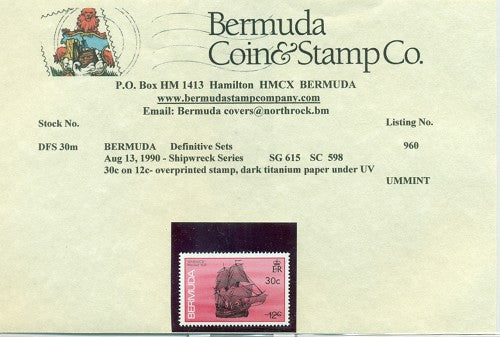 Bermuda
Coin&Stamp Co.
P.O. Box HM 1413 Hamilton HMCX BERMUDA
www.bermudastampcompany.com
Email: Bermuda covers@northrock.bm
Stock No.
Listing No.
DFS 30m BERMUDA Definitive Sets 960
Aug 13, 1990 - Shipwreck Series SG 615 SC 598
30c on 12c- overprinted stamp, dark titanium paper under UV
UMMINT
BERMUDA
30c
12c